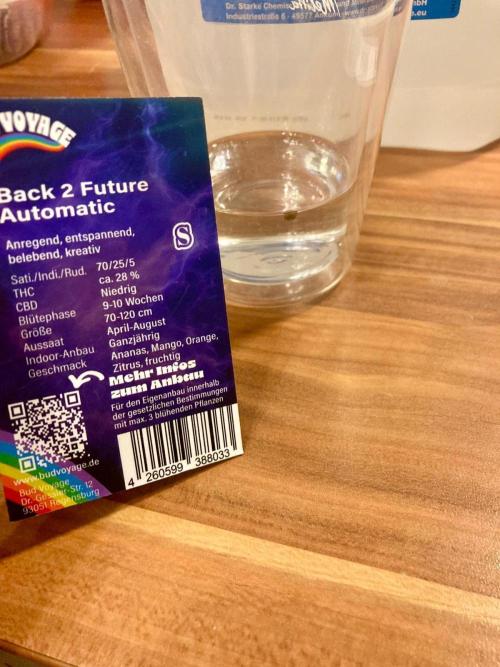 Dr. Starke Chemis
Industriestraße 6 · 49577 Ankum
bH
.eu
VOYAGE
Back 2 Future
Automatic
Anregend, entspannend,
belebend, kreativ
S
Sati./Indi./Rud. 70/25/5
THC ca. 28 %
CBD Niedrig
Blütephase 9-10 Wochen
Größe 70-120 cm
Aussaat April-August
Indoor-Anbau Ganzjährig
Geschmack Ananas, Mango, Orange,
Zitrus, fruchtig
Mehr Infos
zum Anbau
Für den Eigenanbau innerhalb
der gesetzlichen Bestimmungen
mit max. 3 blühenden Pflanzen
www.budvoyage.de
Bud Voyage
Dr. Gessler-Str. 12
93051 Regensburg
4 260599 388033